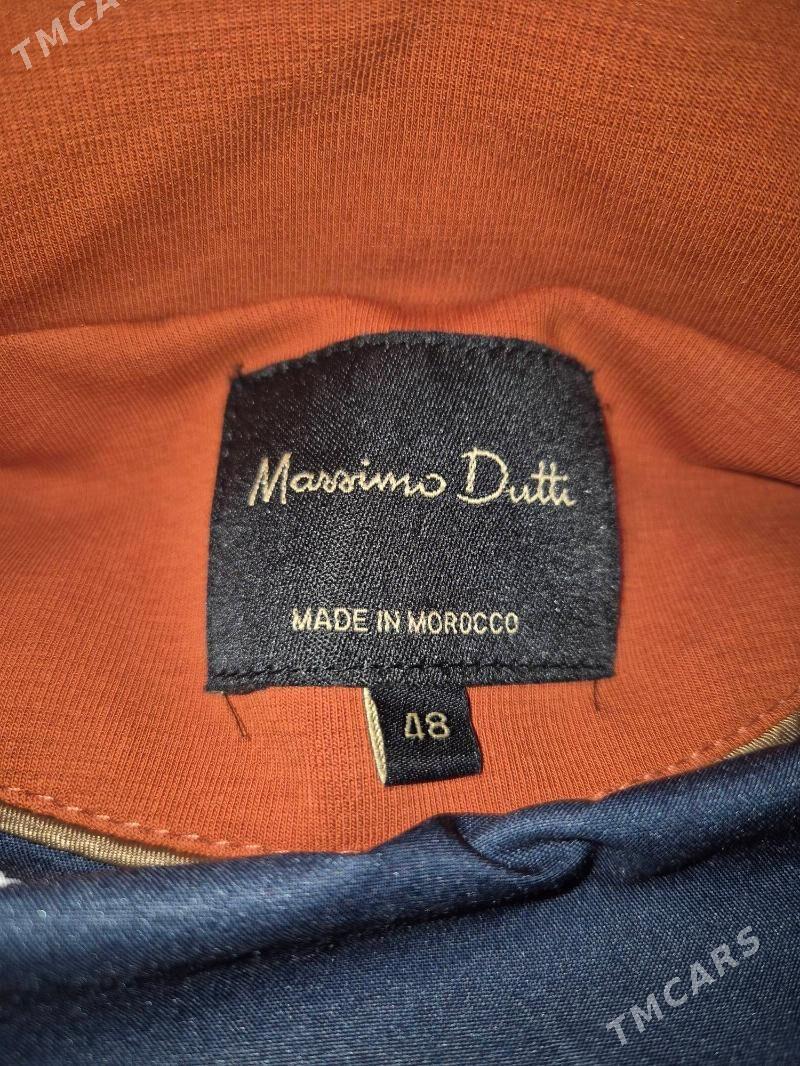 TMCARS
Massimo Dutti
MADE IN MOROCCO
48
TMCARS